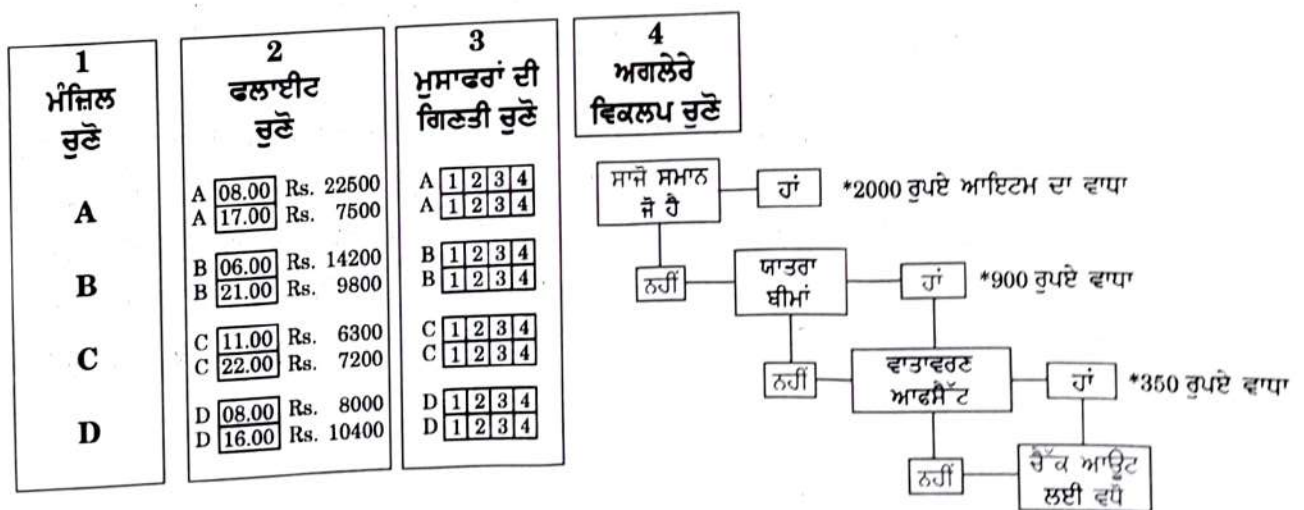 1
ਮੰਜ਼ਿਲ
ਚੁਣੋ
A
B
C
D
2
ਫਲਾਈਟ
ਚੁਣੋ
A 08.00 Rs. 22500
A 17.00 Rs. 7500
B 06.00 Rs. 14200
B 21.00 Rs. 9800
C 11.00 Rs. 6300
C 22.00 Rs. 7200
D 08.00 Rs. 8000
D 16.00 Rs. 10400
3
ਮੁਸਾਫਰਾਂ ਦੀ
ਗਿਣਤੀ ਚੁਣੋ
A 1 2 3 4
A 1 2 3 4
B 1 2 3 4
B 1 2 3 4
C 1 2 3 4
C 1 2 3 4
D 1 2 3 4
D 1 2 3 4
4
ਅਗਲੇਰੇ
ਵਿਕਲਪ ਚੁਣੋ
ਸਾਜੋ ਸਮਾਨ
ਜੋ ਹੈ
ਹਾਂ *2000 ਰੁਪਏ ਆਇਟਮ ਦਾ ਵਾਧਾ
ਨਹੀਂ
ਯਾਤਰਾ
ਬੀਮਾਂ
ਹਾਂ *900 ਰੁਪਏ ਵਾਧਾ
ਨਹੀਂ
ਵਾਤਾਵਰਣ
ਆਫਸੈੱਟ
ਹਾਂ *350 ਰੁਪਏ ਵਾਧਾ
ਨਹੀਂ
ਚੈੱਕ ਆਊਟ
ਲਈ ਵਧੋ